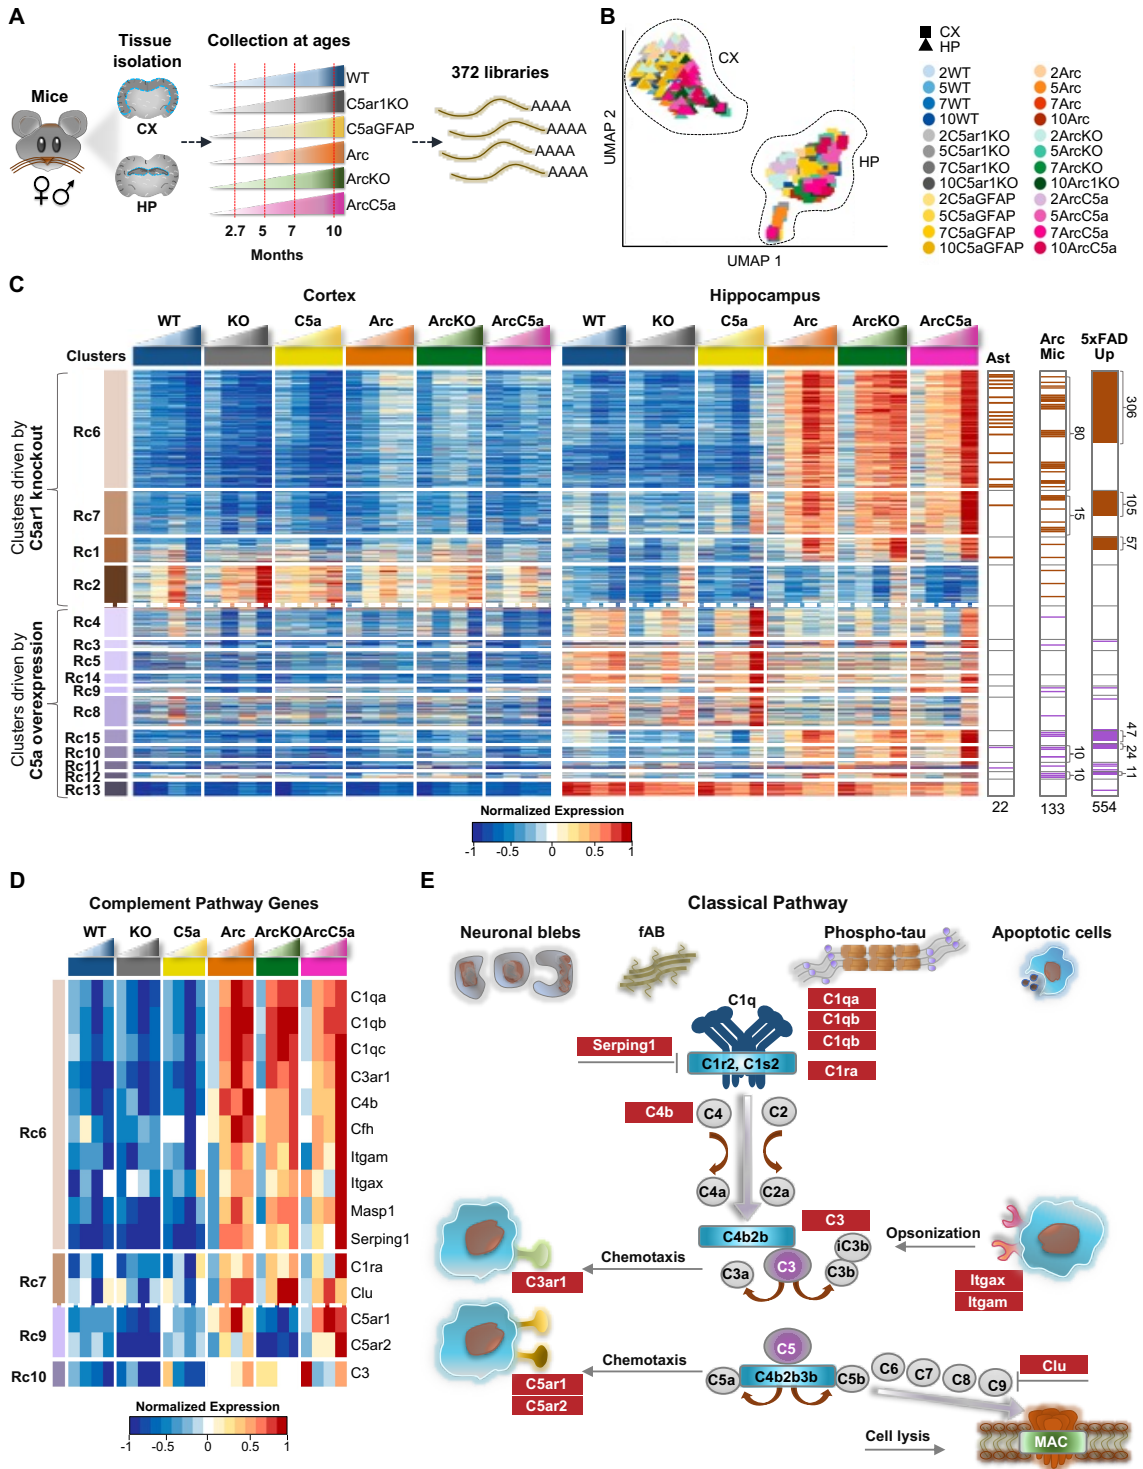 A
Tissue
isolation
Collection at ages
Mice
CX
HP
WT
C5ar1KO
C5aGFAP
Arc
ArcKO
ArcC5a
2.7 5 7 10
Months
372 libraries
AAAA
AAAA
AAAA
AAAA
B
UMAP 2
UMAP 1
CX
HP
CX
HP
2WT
5WT
7WT
10WT
2C5ar1KO
5C5ar1KO
7C5ar1KO
10C5ar1KO
2C5aGFAP
5C5aGFAP
7C5aGFAP
10C5aGFAP
2Arc
5Arc
7Arc
10Arc
2ArcKO
5ArcKO
7ArcKO
10Arc1KO
2ArcC5a
5ArcC5a
7ArcC5a
10ArcC5a
C
Cortex
Hippocampus
WT KO C5a Arc ArcKO ArcC5a
WT KO C5a Arc ArcKO ArcC5a
Clusters
Ast
Arc
Mic
5xFAD
Up
Clusters driven by
C5ar1 knockout
Clusters driven by
C5a overexpression
Rc6
Rc7
Rc1
Rc2
Rc4
Rc3
Rc5
Rc14
Rc9
Rc8
Rc15
Rc10
Rc11
Rc12
Rc13
80
15
10
10
306
105
57
47
24
11
22
133
554
Normalized Expression
-1 -0.5 0 0.5 1
D
Complement Pathway Genes
WT KO C5a Arc ArcKO ArcC5a
Rc6
Rc7
Rc9
Rc10
C1qa
C1qb
C1qc
C3ar1
C4b
Cfh
Itgam
Itgax
Masp1
Serping1
C1ra
Clu
C5ar1
C5ar2
C3
Normalized Expression
-1 -0.5 0 0.5 1
E
Classical Pathway
Neuronal blebs
fAB
Phospho-tau
Apoptotic cells
C1q
C1qa
C1qb
C1qb
C1ra
Serping1
C1r2, C1s2
C4b
C4
C2
C4a
C2a
C4b2b
C3
C3
iC3b
C3a
C3b
Opsonization
Itgax
Itgam
Chemotaxis
C3ar1
Chemotaxis
C5ar1
C5ar2
C5
C5a
C4b2b3b
C5b
C6
C7
C8
C9
Clu
Cell lysis
MAC